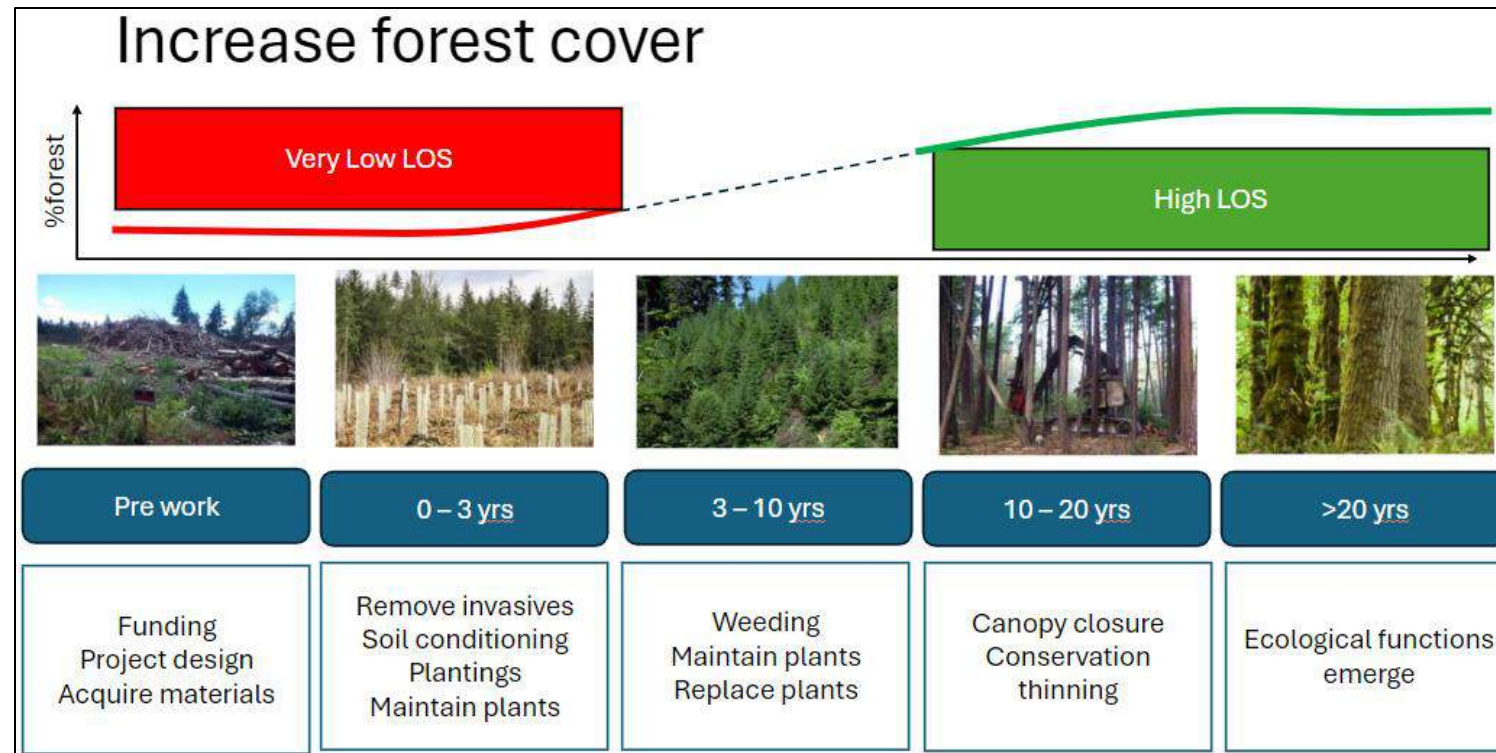 Increase forest cover
%forest
Very Low LOS
High LOS
Pre work
0 – 3 yrs
3 – 10 yrs
10 – 20 yrs
>20 yrs
Funding
Project design
Acquire materials
Remove invasives
Soil conditioning
Plantings
Maintain plants
Weeding
Maintain plants
Replace plants
Canopy closure
Conservation
thinning
Ecological functions
emerge